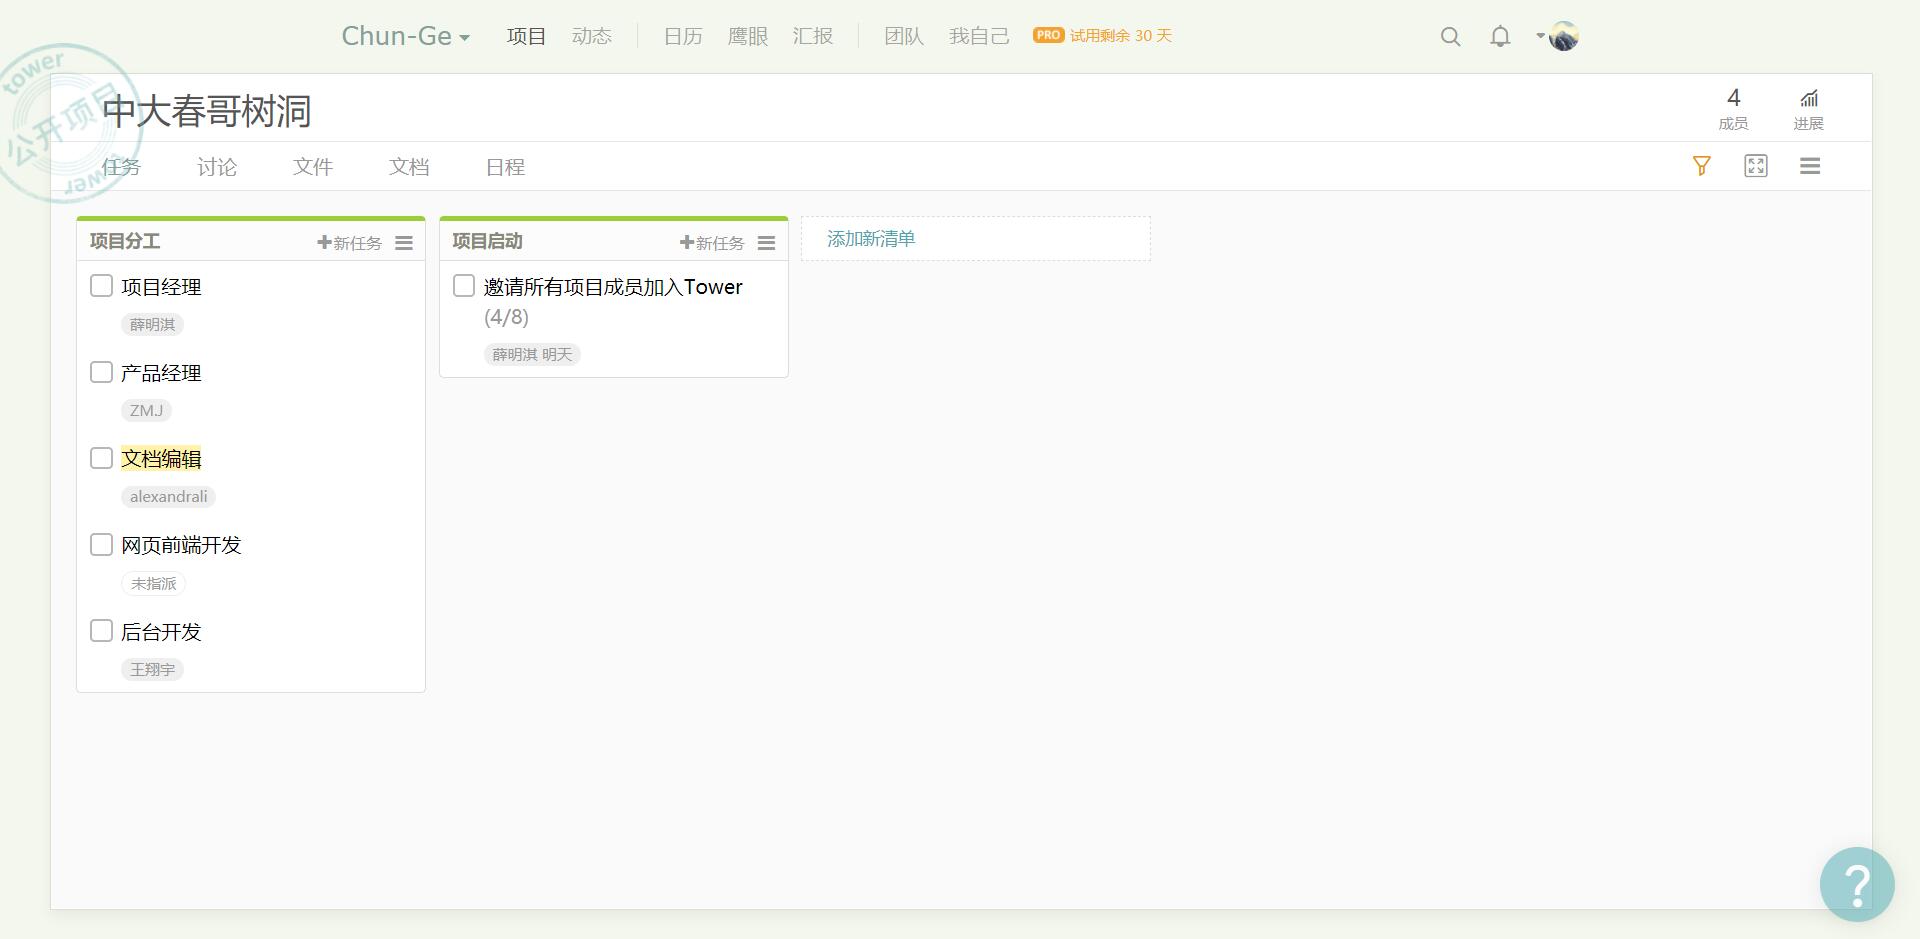 Chun-Ge 项目 动态 日历 鹰眼 汇报 团队 我自己 PRO 试用剩余 30 天
tower
公开项目
tower
中大春哥树洞
4
成员
进展
任务 讨论 文件 文档 日程
项目分工 新任务
项目经理
薛明淇
产品经理
ZMJ
文档编辑
alexandrali
网页前端开发
未指派
后台开发
王翔宇
项目启动 新任务
邀请所有项目成员加入Tower
(4/8)
薛明淇 明天
添加新清单
?